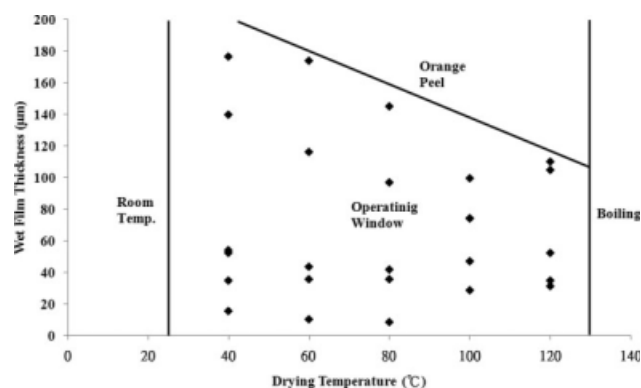 200
180
160
140
120
100
80
60
40
20
0
Wet Film Thickness (μm)
Orange
Peel
Room
Temp.
Operatinig
Window
Boiling
0 20 40 60 80 100 120 140
Drying Temperature (℃)